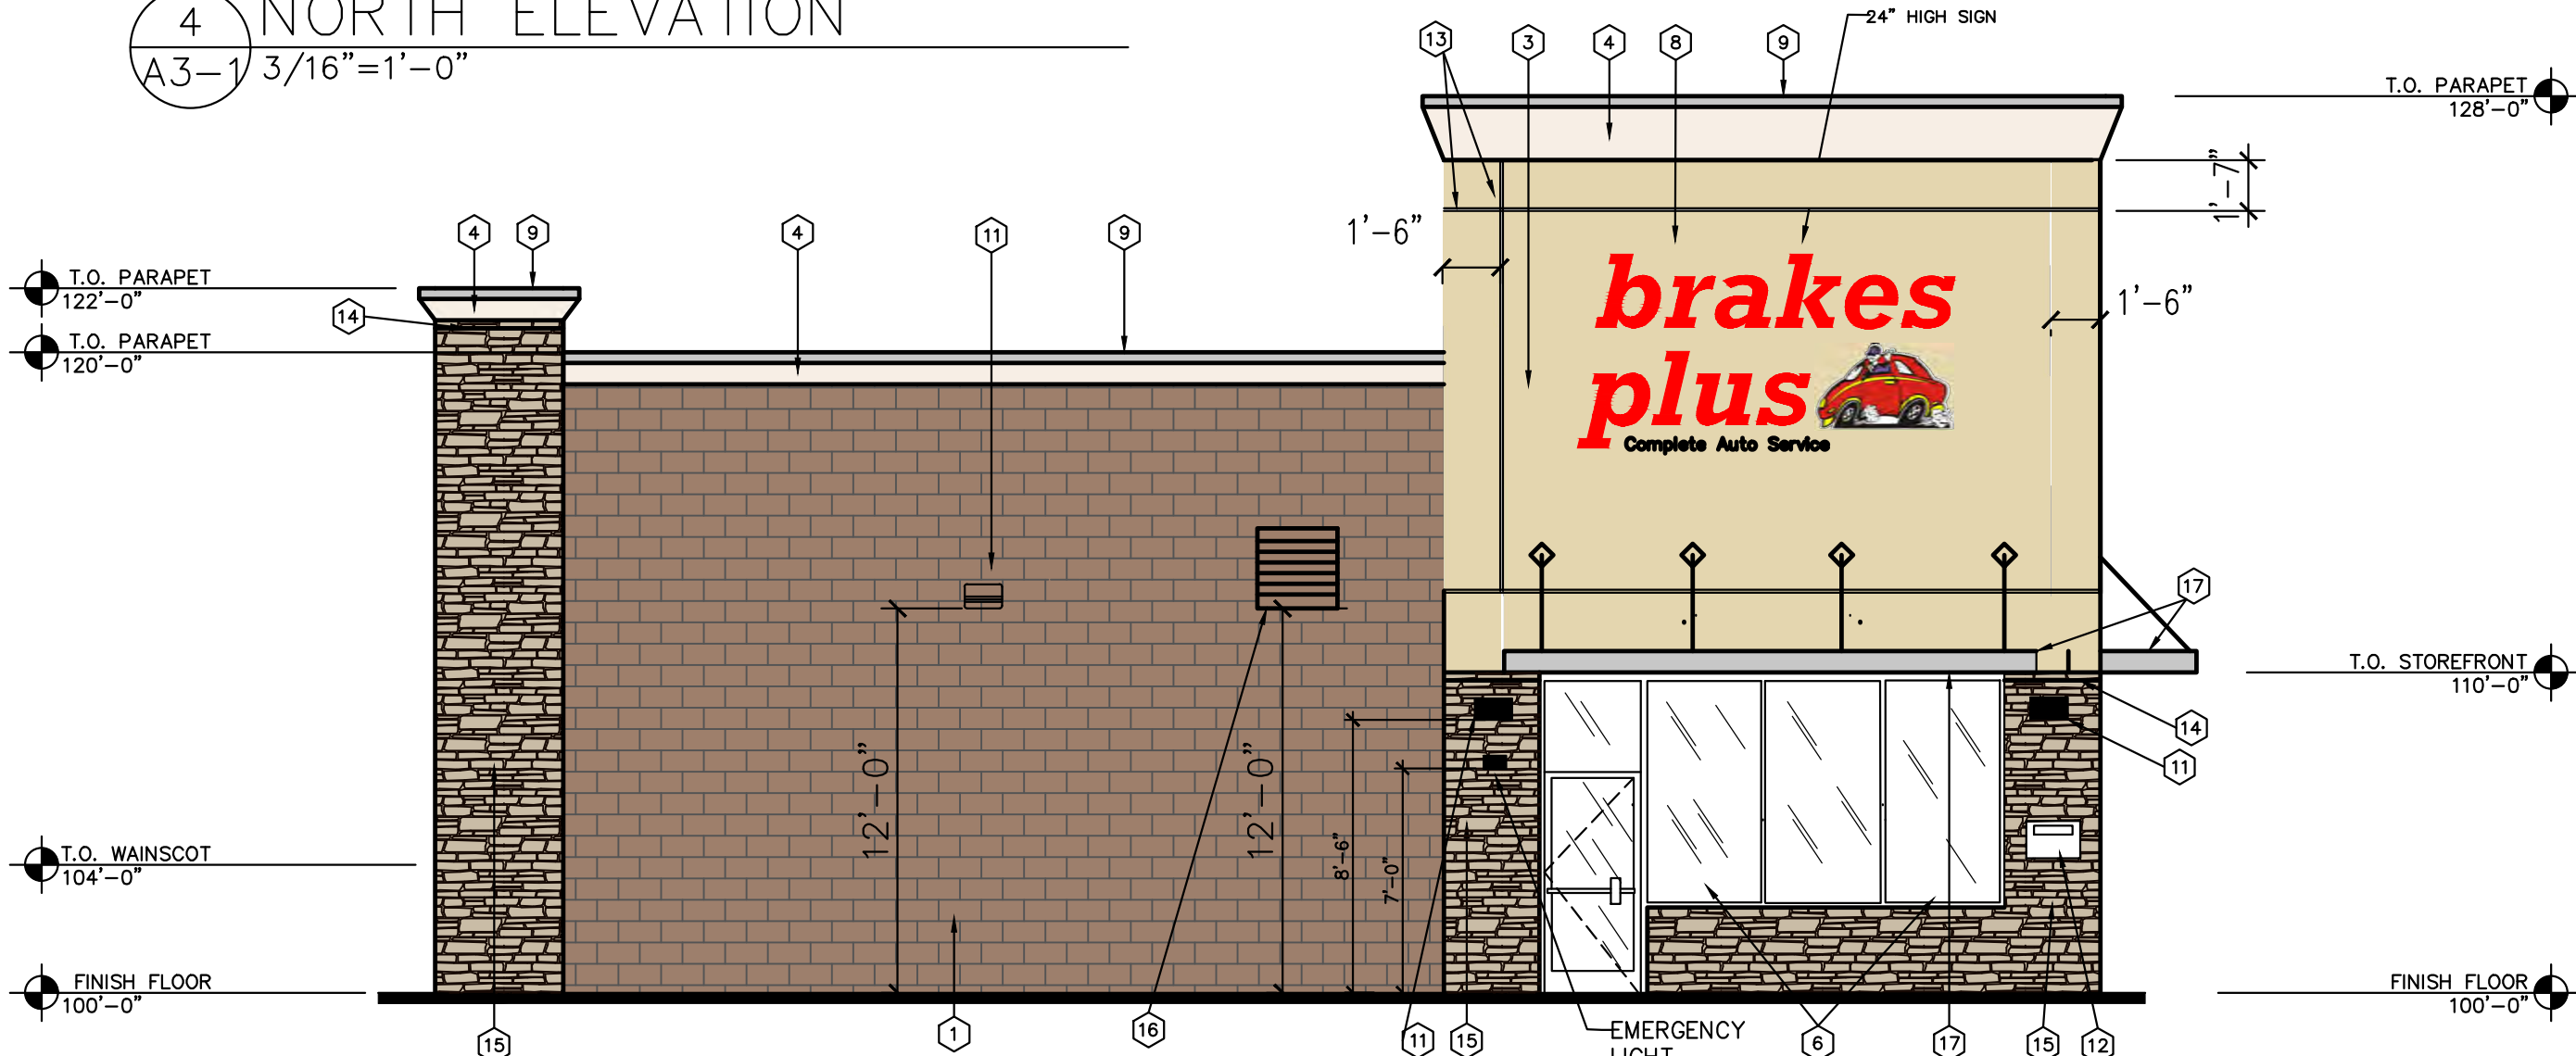 4
NORTH ELEVATION
A3-1
3/16"=1'-0"
24" HIGH SIGN
13
3
4
8
9
T.O. PARAPET
128'-0"
1'-7"
4
9
4
11
9
1'-6"
1'-6"
T.O. PARAPET
122'-0"
14
T.O. PARAPET
120'-0"
brakes
plus
Complete Auto Service
17
T.O. STOREFRONT
110'-0"
14
11
12'-0"
12'-0"
8'-6"
7'-0"
T.O. WAINSCOT
104'-0"
FINISH FLOOR
100'-0"
FINISH FLOOR
100'-0"
15
1
16
11
15
EMERGENCY
LIGHT
6
17
15
12